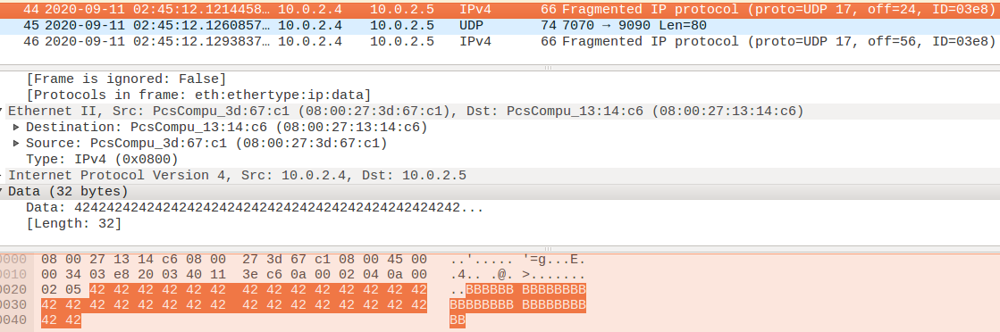 44 2020-09-11 02:45:12.1214458… 10.0.2.4 10.0.2.5 IPv4 66 Fragmented IP protocol (proto=UDP 17, off=24, ID=03e8)
45 2020-09-11 02:45:12.1260857… 10.0.2.4 10.0.2.5 UDP 74 7070 → 9090 Len=80
46 2020-09-11 02:45:12.1293837… 10.0.2.4 10.0.2.5 IPv4 66 Fragmented IP protocol (proto=UDP 17, off=56, ID=03e8)
[Frame is ignored: False]
[Protocols in frame: eth:ethertype:ip:data]
Ethernet II, Src: PcsCompu_3d:67:c1 (08:00:27:3d:67:c1), Dst: PcsCompu_13:14:c6 (08:00:27:13:14:c6)
Destination: PcsCompu_13:14:c6 (08:00:27:13:14:c6)
Source: PcsCompu_3d:67:c1 (08:00:27:3d:67:c1)
Type: IPv4 (0x0800)
Internet Protocol Version 4, Src: 10.0.2.4, Dst: 10.0.2.5
Data (32 bytes)
Data: 424242424242424242424242424242424242424242424242...
[Length: 32]
0000 08 00 27 13 14 c6 08 00 27 3d 67 c1 08 00 45 00 ..'..... '=g...E.
0010 00 34 03 e8 20 03 40 11 3e c6 0a 00 02 04 0a 00 .4.. .@. >.......
0020 02 05 42 42 42 42 42 42 42 42 42 42 42 42 42 42 ..BBBBBB BBBBBBBB
0030 42 42 42 42 42 42 42 42 42 42 42 42 42 42 42 42 BBBBBBBB BBBBBBBB
0040 42 42 BB